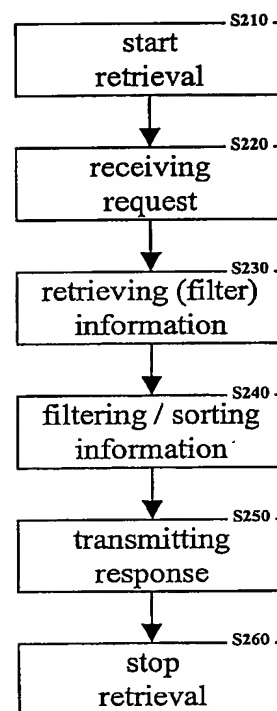 S210
start
retrieval
S220
receiving
request
S230
retrieving (filter)
information
S240
filtering / sorting
information
S250
transmitting
response
S260
stop
retrieval